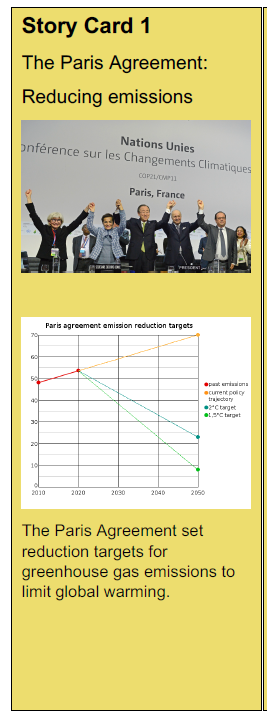 Story Card 1
The Paris Agreement:
Reducing emissions
Nations Unies
onférence sur les Changements Climatiques
COP21/CMP11
Paris, France
PRESIDENT
Paris agreement emission reduction targets
70
60
50
40
30
20
10
0
2010 2020 2030 2040 2050
past emissions
current policy
trajectory
2°C target
1,5°C target
The Paris Agreement set
reduction targets for
greenhouse gas emissions to
limit global warming.